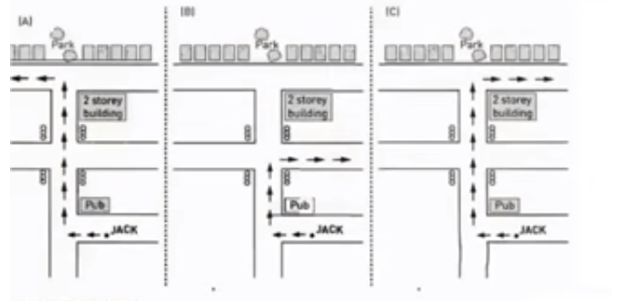 (A)
Park
2 storey
building
Pub
JACK
(B)
Park
2 storey
building
Pub
JACK
(C)
Park
2 storey
building
Pub
JACK